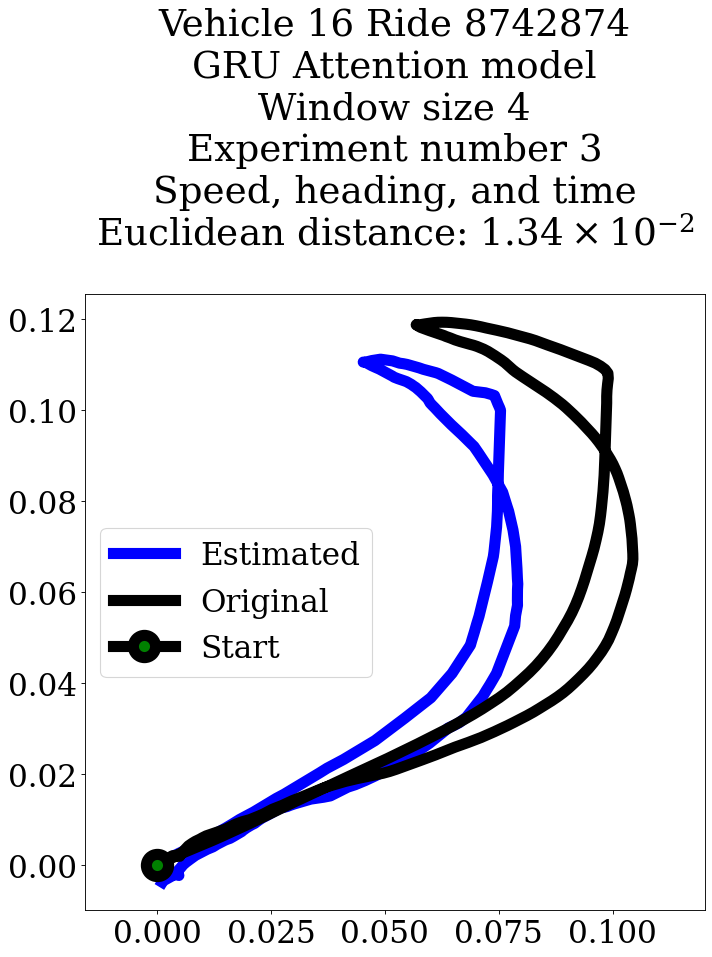 Vehicle 16 Ride 8742874
GRU Attention model
Window size 4
Experiment number 3
Speed, heading, and time
Euclidean distance: 1.34 × 10⁻²
0.12
0.10
0.08
0.06
0.04
0.02
0.00
Estimated
Original
Start
0.000 0.025 0.050 0.075 0.100